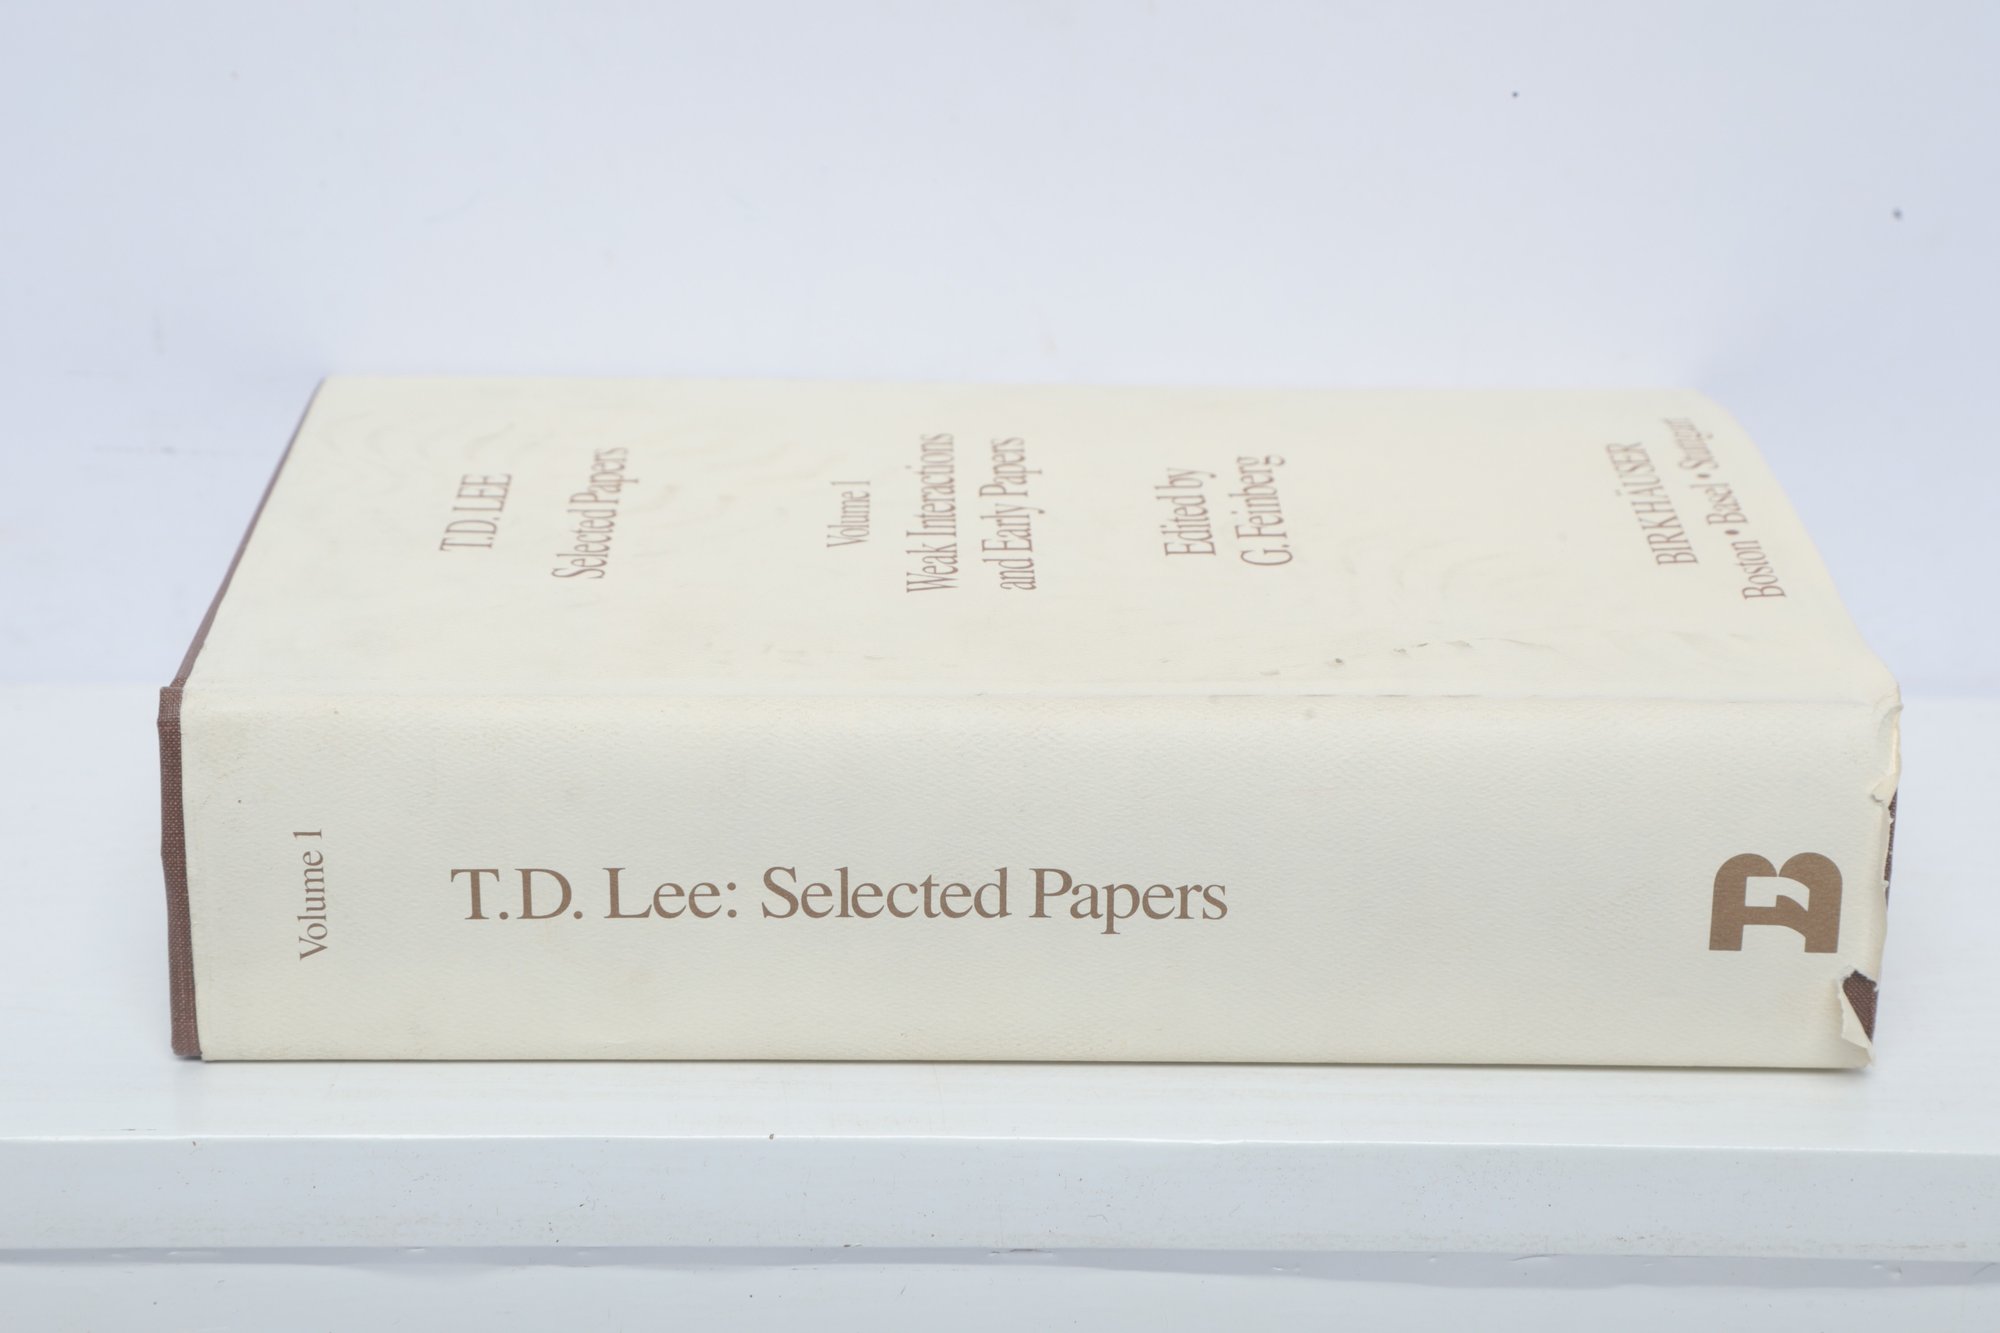 T.D. LEE
Selected Papers
Volume 1
Weak Interactions
and Early Papers
Edited by
G. Feinberg
BIRKHÄUSER
Boston • Basel • Stuttgart
Volume 1
T.D. Lee: Selected Papers
B